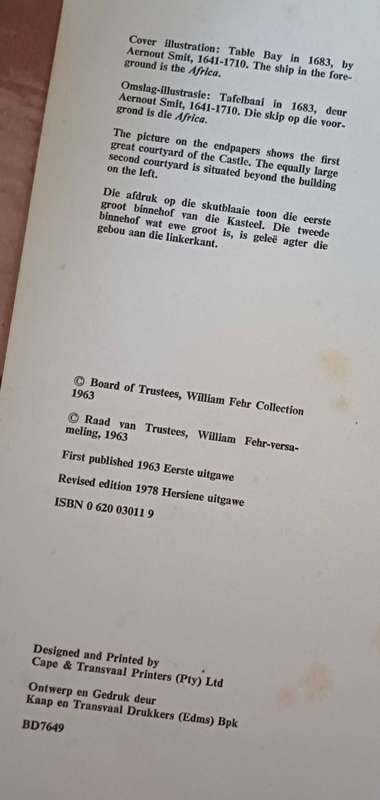 Cover illustration: Table Bay in 1683, by
Aernout Smit, 1641-1710. The ship in the fore-
ground is the Africa.
Omslag-illustrasie: Tafelbaai in 1683, deur
Aernout Smit, 1641-1710. Die skip op die voor-
grond is die Africa.
The picture on the endpapers shows the first
great courtyard of the Castle. The equally large
second courtyard is situated beyond the building
on the left.
Die afdruk op die skutblaaie toon die eerste
groot binnehof van die Kasteel. Die tweede
binnehof wat ewe groot is, is geleë agter die
gebou aan die linkerkant.
© Board of Trustees, William Fehr Collection
1963
© Raad van Trustees, William Fehr-versa-
meling, 1963
First published 1963 Eerste uitgawe
Revised edition 1978 Hersiene uitgawe
ISBN 0 620 03011 9
Designed and Printed by
Cape & Transvaal Printers (Pty) Ltd
Ontwerp en Gedruk deur
Kaap en Transvaal Drukkers (Edms) Bpk
BD7649